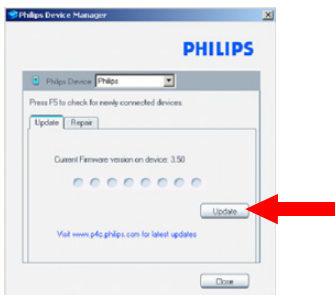 Philips Device Manager
PHILIPS
Philips Device Philips
Press F5 to check for newly connected devices.
Update Repair
Current Firmware version on device: 3.50
Update
Visit www.p4c.philips.com for latest updates
Close